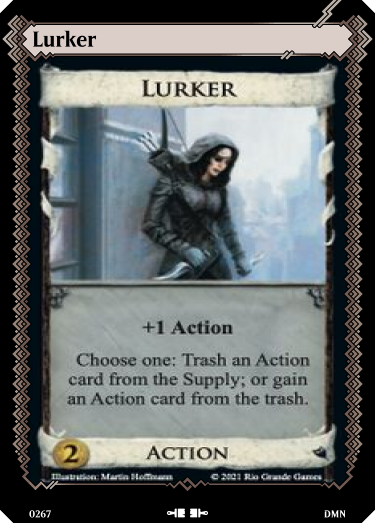 Lurker
LURKER
+1 Action
Choose one: Trash an Action
card from the Supply; or gain
an Action card from the trash.
2
ACTION
Illustration: Martin Hoffmann © 2021 Rio Grande Games
0267 DMN